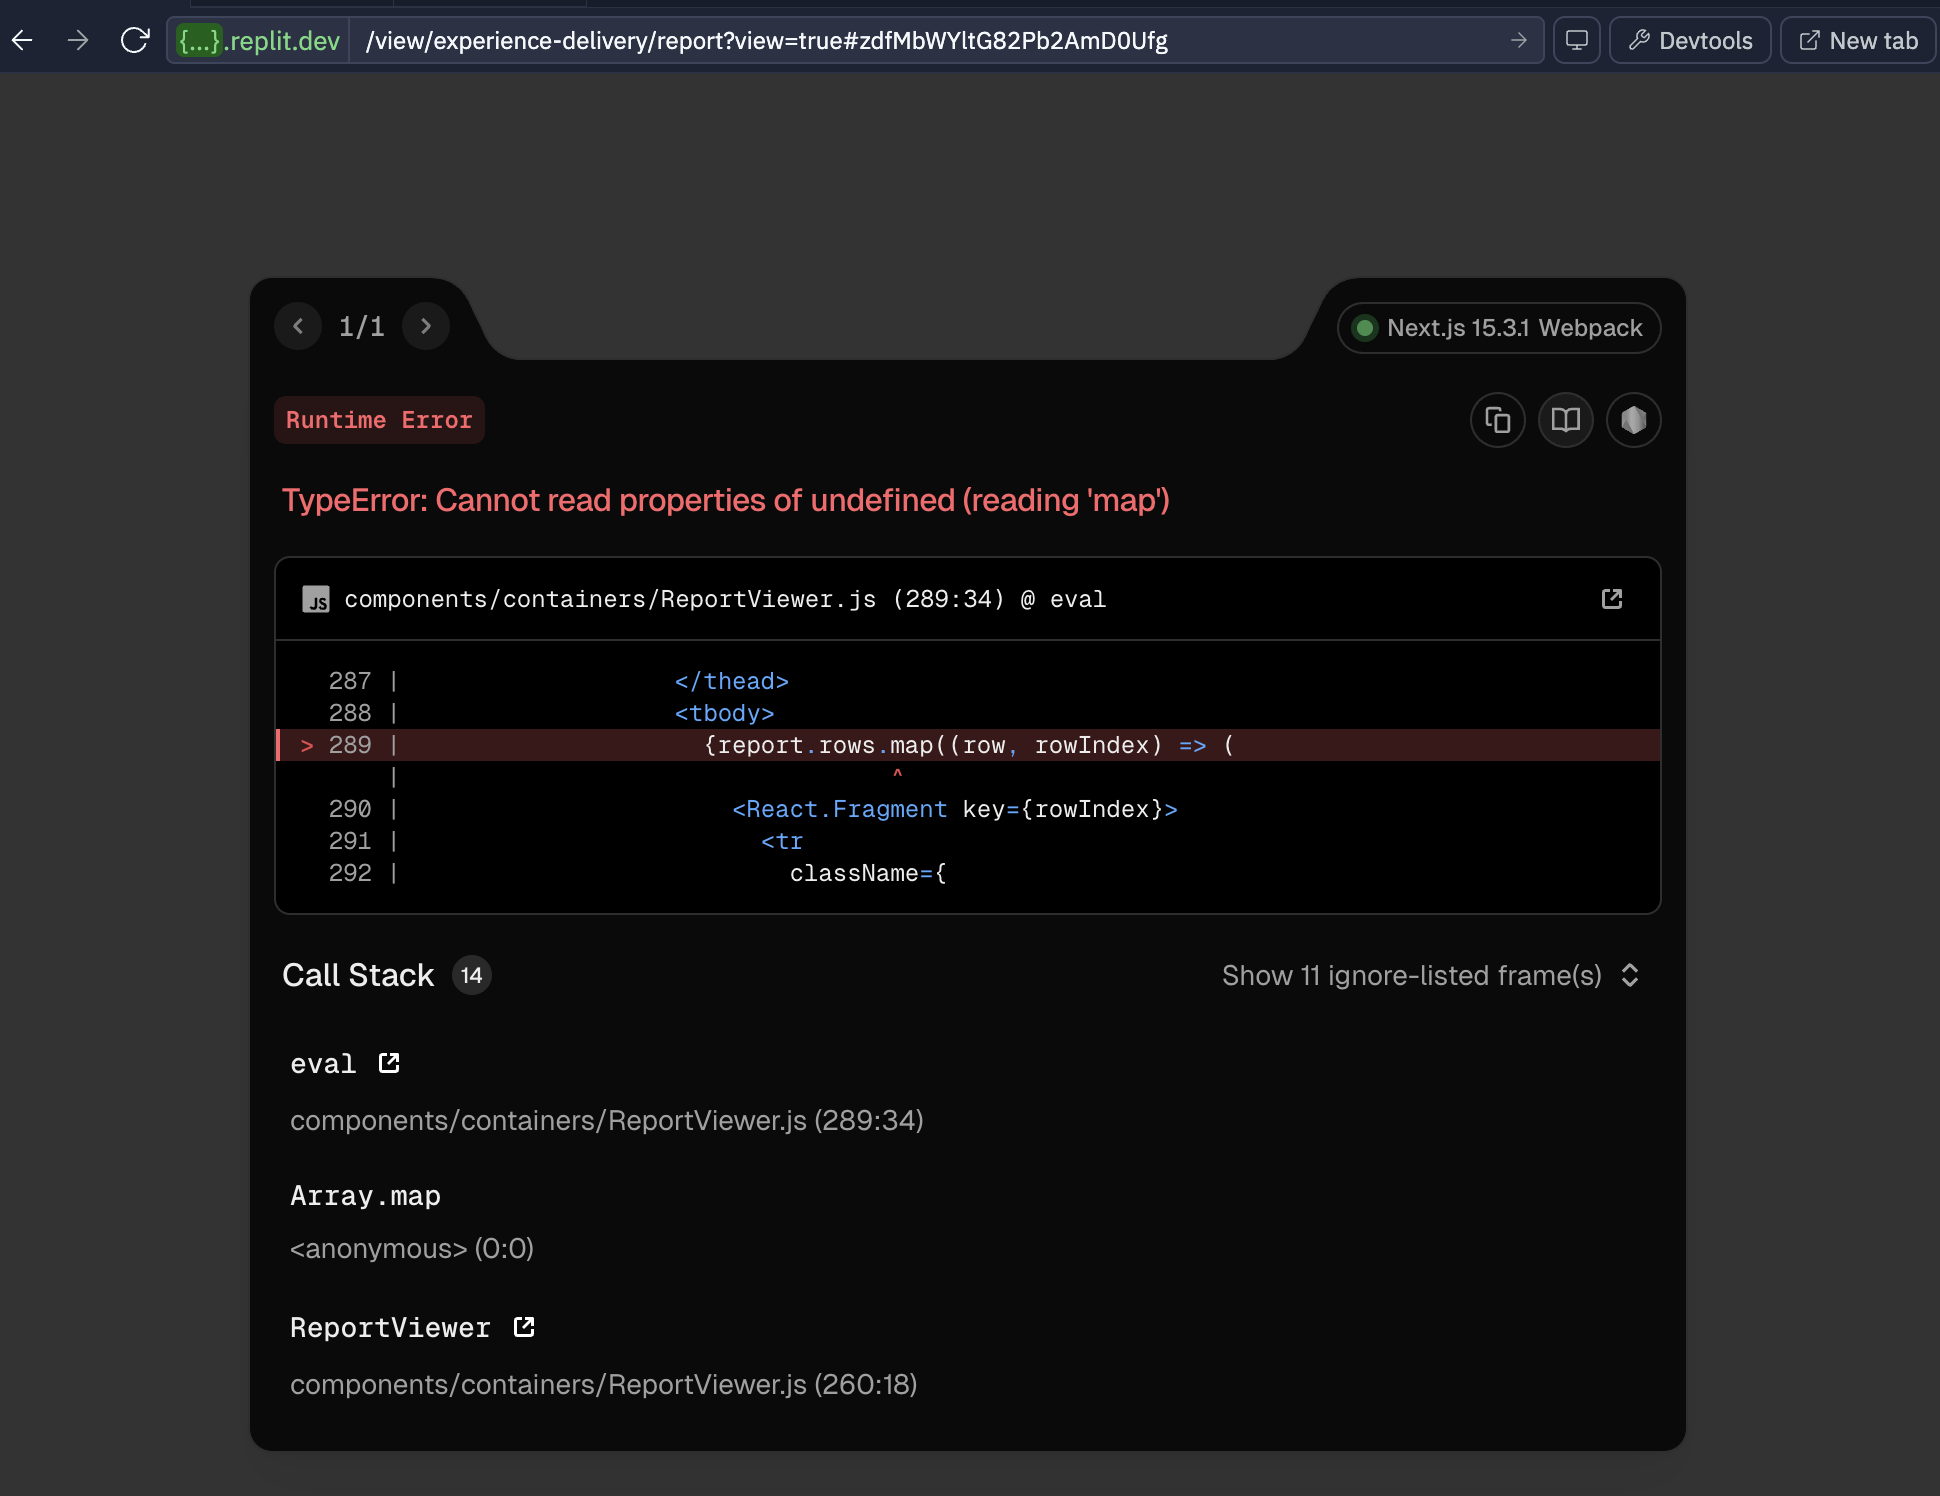 {...}.replit.dev /view/experience-delivery/report?view=true#zdfMbWYltG82Pb2AmD0Ufg Devtools New tab
1/1 Next.js 15.3.1 Webpack
Runtime Error
TypeError: Cannot read properties of undefined (reading 'map')
JS components/containers/ReportViewer.js (289:34) @ eval
287 | </thead>
288 | <tbody>
> 289 | {report.rows.map((row, rowIndex) => (
| ^
290 | <React.Fragment key={rowIndex}>
291 | <tr
292 | className={
Call Stack 14 Show 11 ignore-listed frame(s)
eval
components/containers/ReportViewer.js (289:34)
Array.map
<anonymous> (0:0)
ReportViewer
components/containers/ReportViewer.js (260:18)